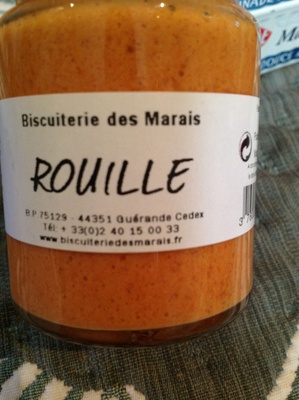 Biscuiterie des Marais
ROUILLE
B.P 75129 - 44351 Guérande Cedex
Tél: + 33(0)2 40 15 00 33
www.biscuiteriedesmarais.fr